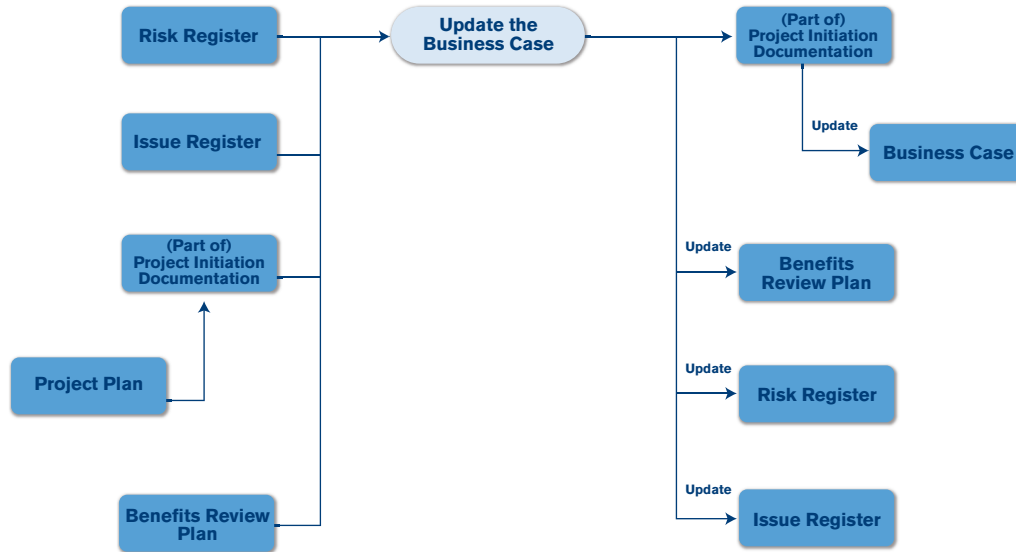 Risk Register
Update the
Business Case
(Part of)
Project Initiation
Documentation
Issue Register
Update
Business Case
(Part of)
Project Initiation
Documentation
Update
Benefits
Review Plan
Project Plan
Update
Risk Register
Benefits Review
Plan
Update
Issue Register